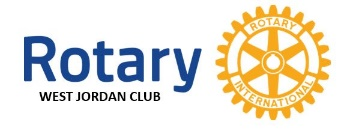 Rotary
WEST JORDAN CLUB
ROTARY
INTERNATIONAL